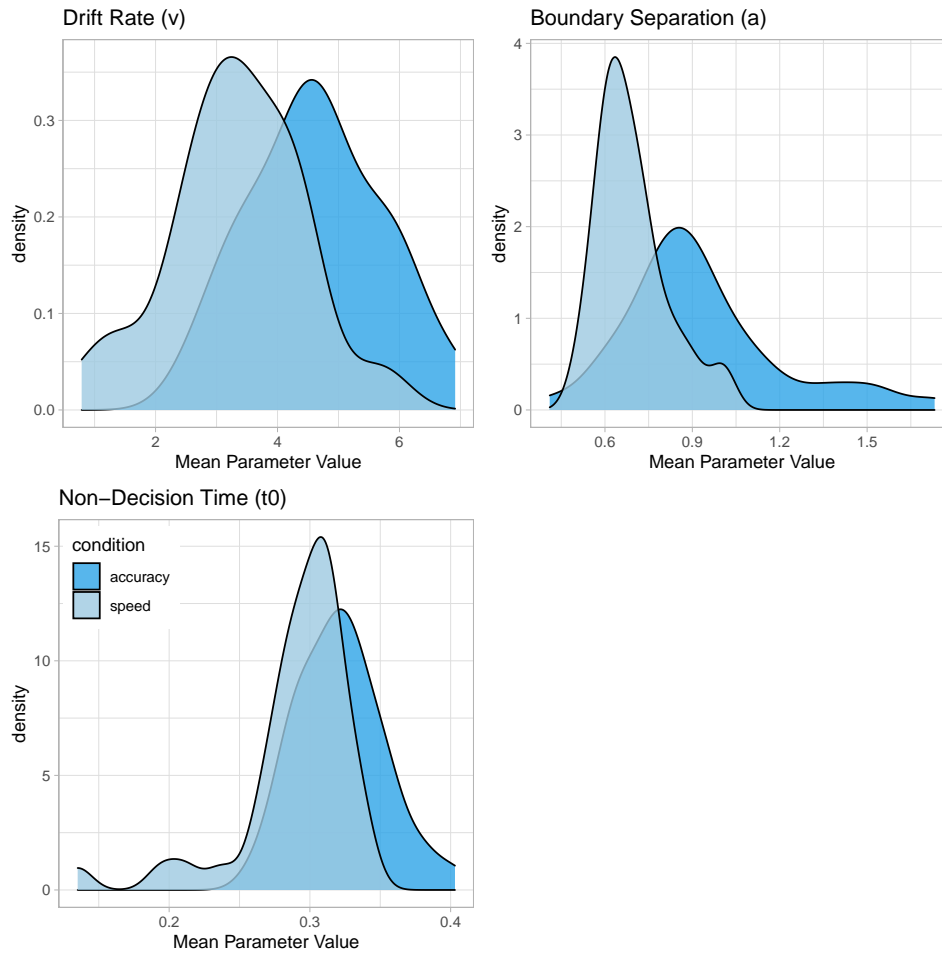 Drift Rate (v)
density
0.3
0.2
0.1
0.0
2 4 6
Mean Parameter Value
Boundary Separation (a)
density
4
3
2
1
0
0.6 0.9 1.2 1.5
Mean Parameter Value
Non−Decision Time (t0)
density
15
10
5
0
condition
accuracy
speed
0.2 0.3 0.4
Mean Parameter Value